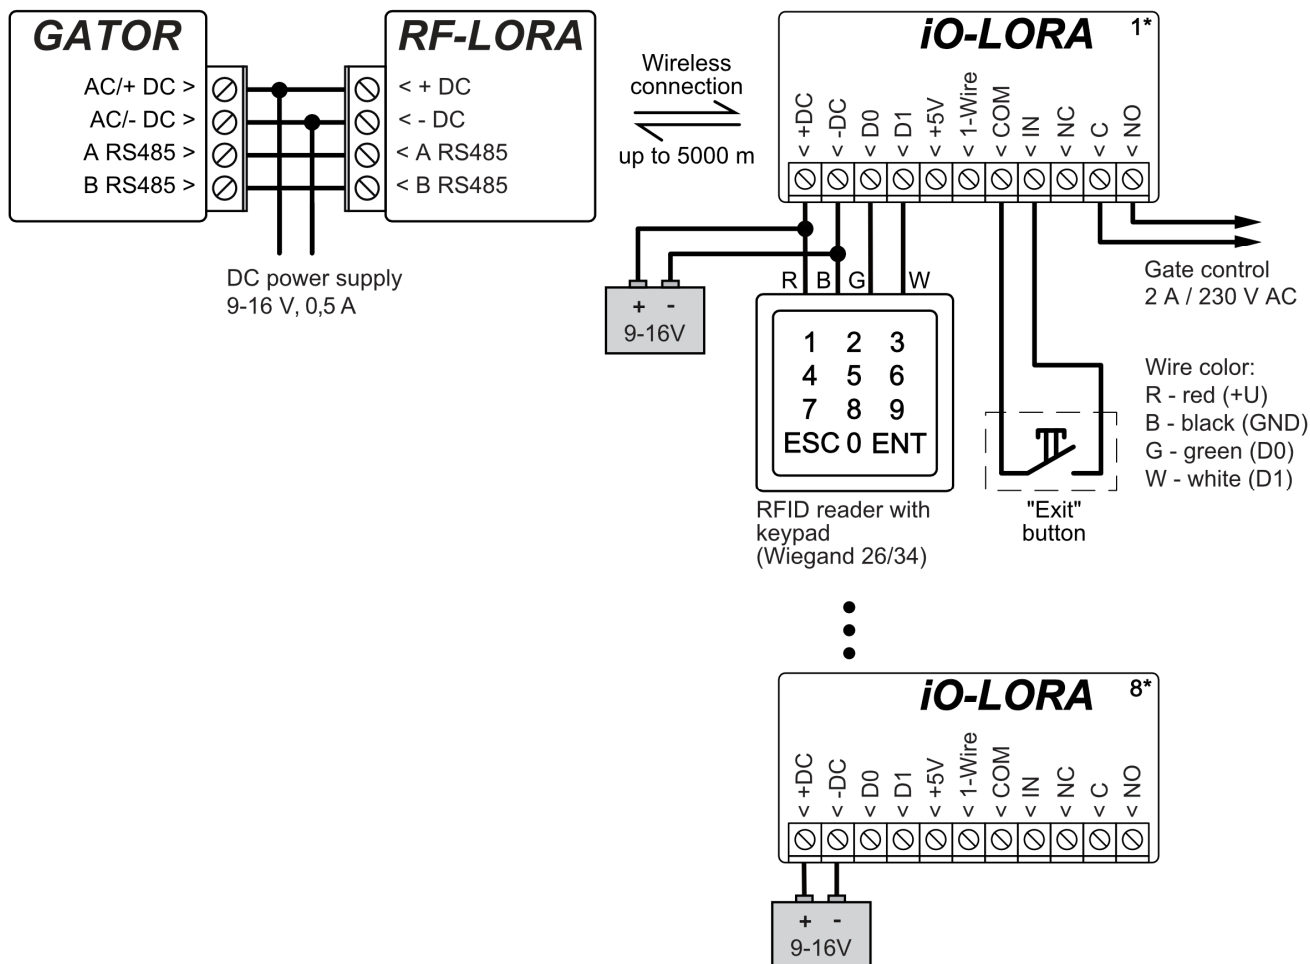 GATOR
AC/+ DC >
AC/- DC >
A RS485 >
B RS485 >
RF-LORA
< + DC
< - DC
< A RS485
< B RS485
DC power supply
9-16 V, 0,5 A
Wireless
connection
up to 5000 m
iO-LORA 1*
< +DC
< -DC
< D0
< D1
< +5V
< 1-Wire
< COM
< IN
< NC
< C
< NO
+ -
9-16V
R B G W
1 2 3
4 5 6
7 8 9
ESC 0 ENT
RFID reader with
keypad
(Wiegand 26/34)
"Exit"
button
Gate control
2 A / 230 V AC
Wire color:
R - red (+U)
B - black (GND)
G - green (D0)
W - white (D1)
iO-LORA 8*
< +DC
< -DC
< D0
< D1
< +5V
< 1-Wire
< COM
< IN
< NC
< C
< NO
+ -
9-16V